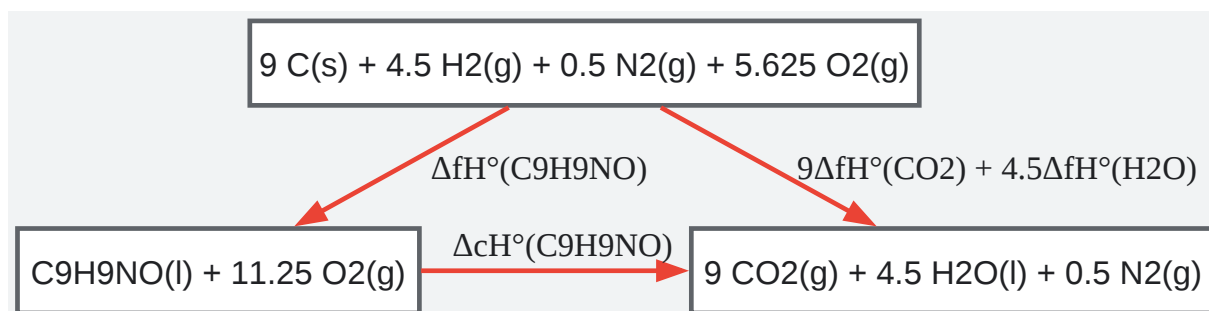 9 C(s) + 4.5 H2(g) + 0.5 N2(g) + 5.625 O2(g)
ΔfH°(C9H9NO)
9ΔfH°(CO2) + 4.5ΔfH°(H2O)
ΔcH°(C9H9NO)
C9H9NO(l) + 11.25 O2(g)
9 CO2(g) + 4.5 H2O(l) + 0.5 N2(g)